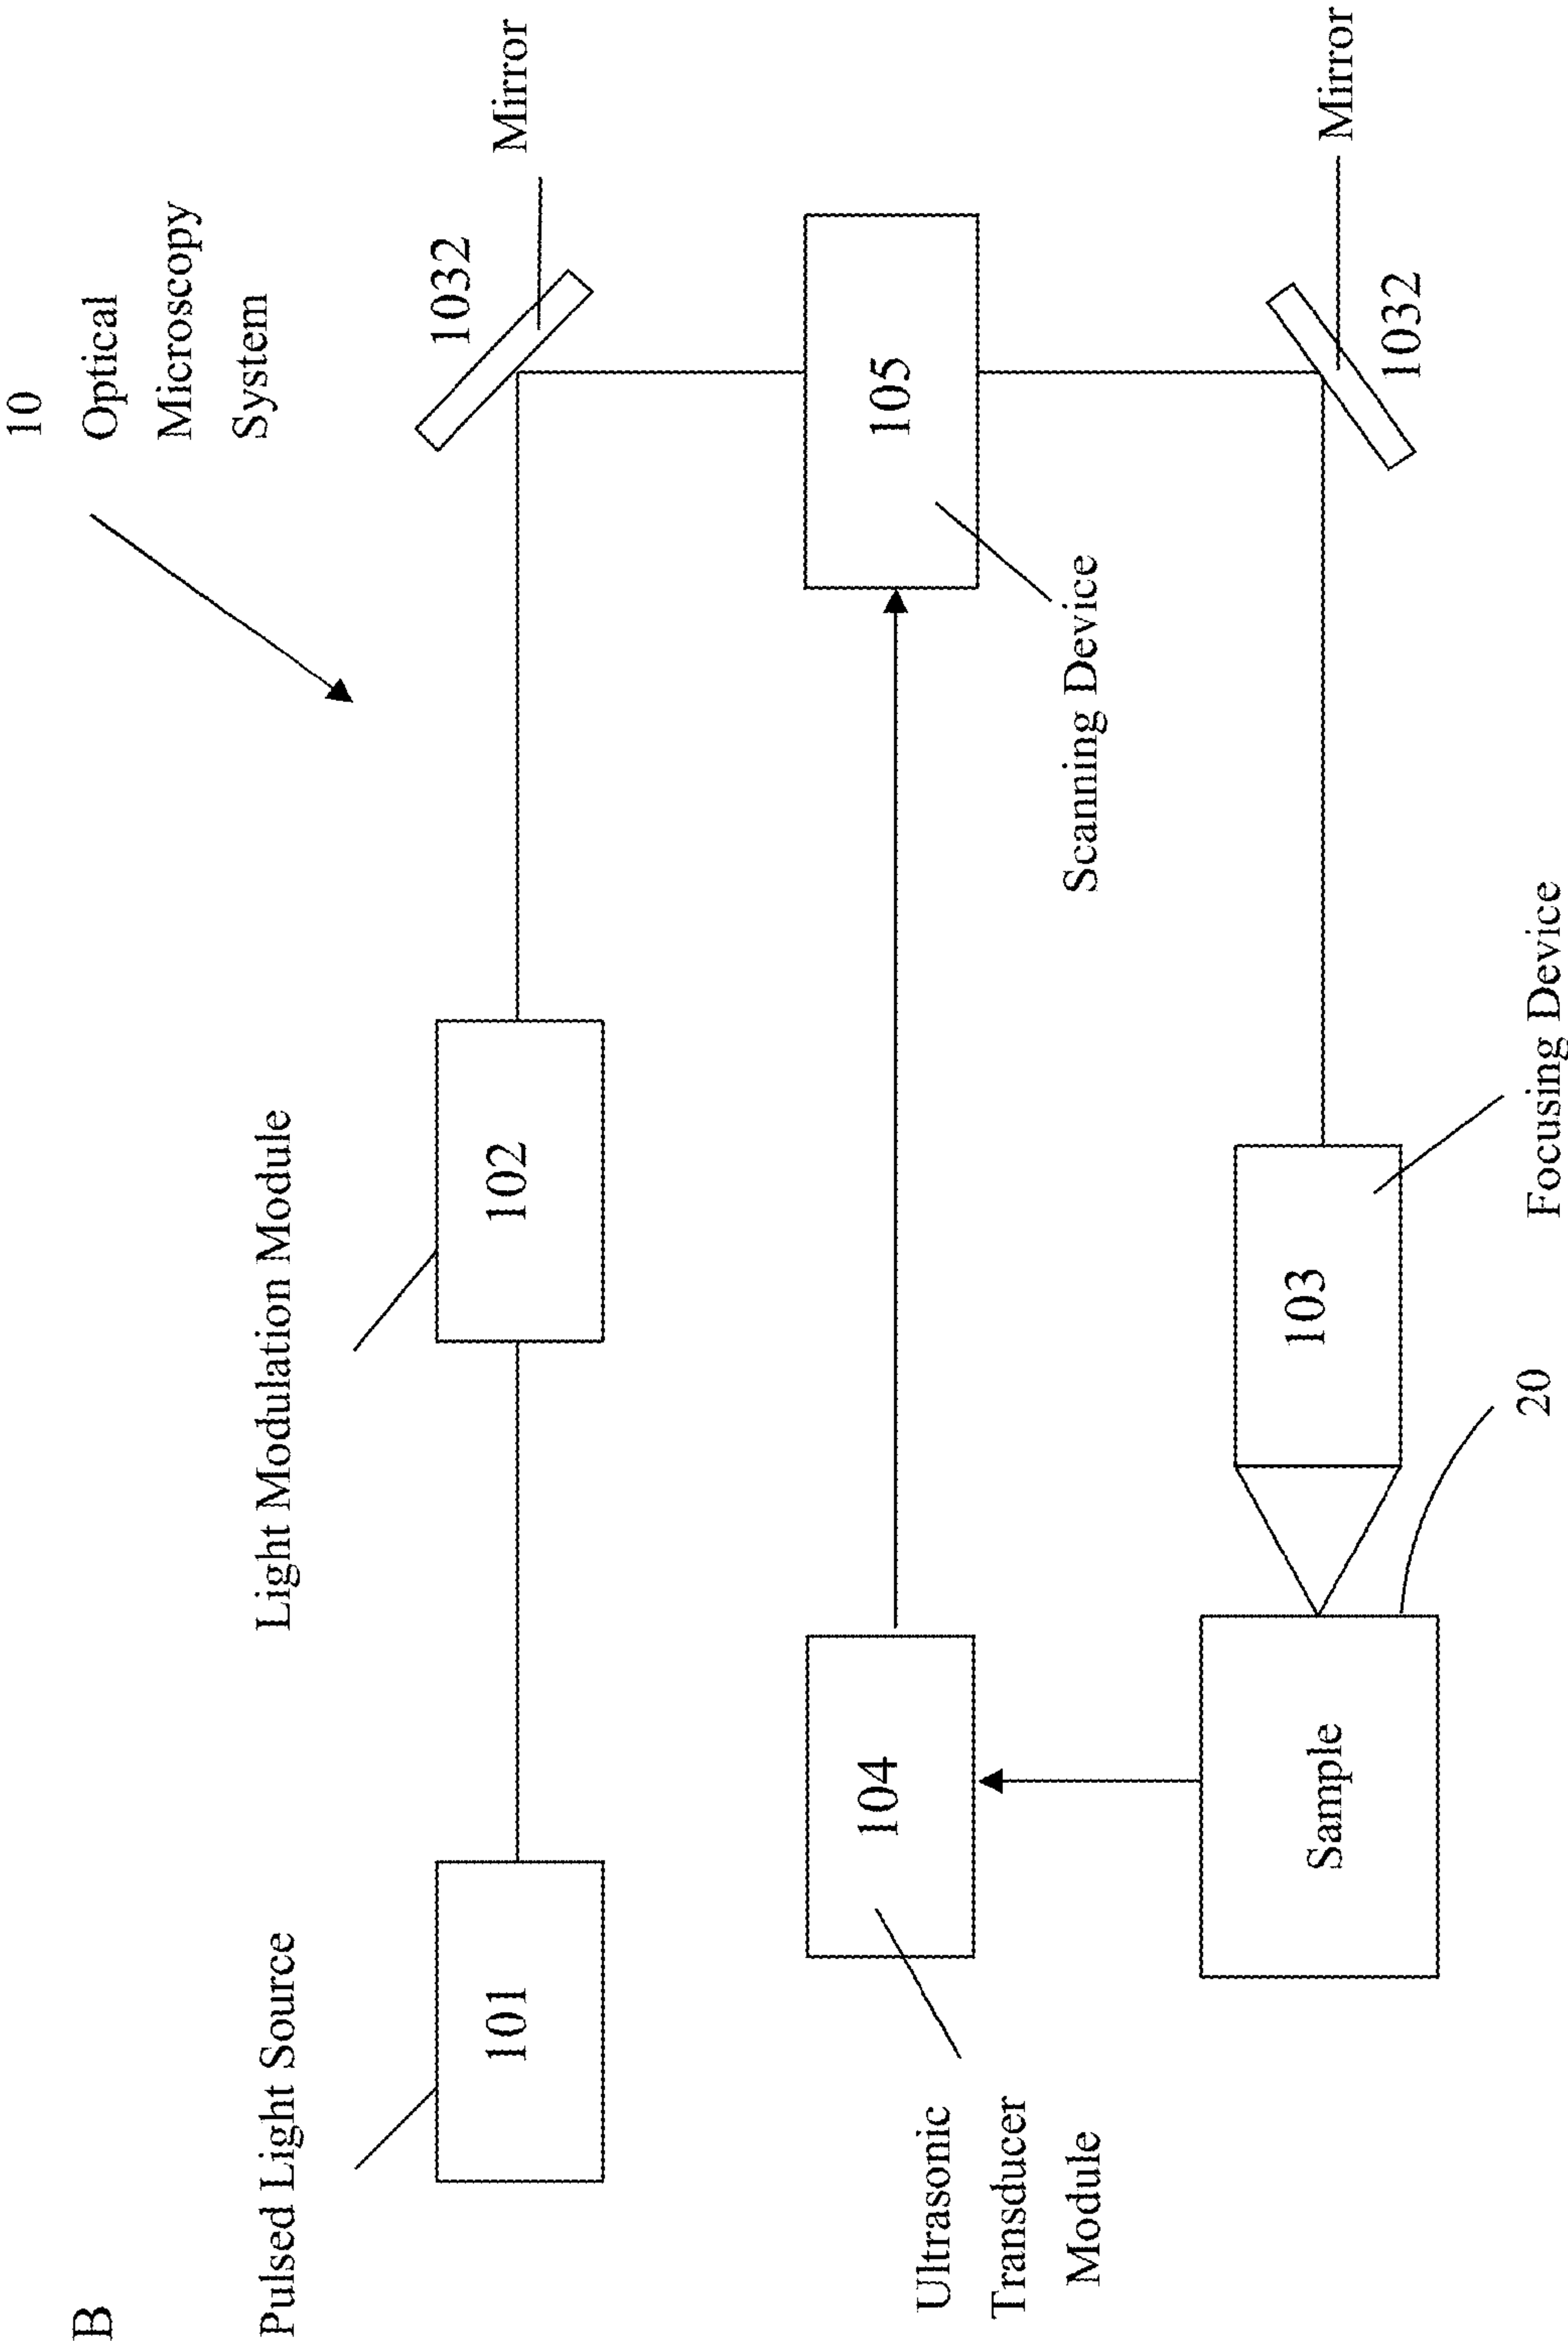 B
10
Optical
Microscopy
System
Pulsed Light Source
Light Modulation Module
1032
Mirror
101
102
Ultrasonic
Transducer
Module
104
105
Scanning Device
Sample
103
1032
Mirror
20
Focusing Device